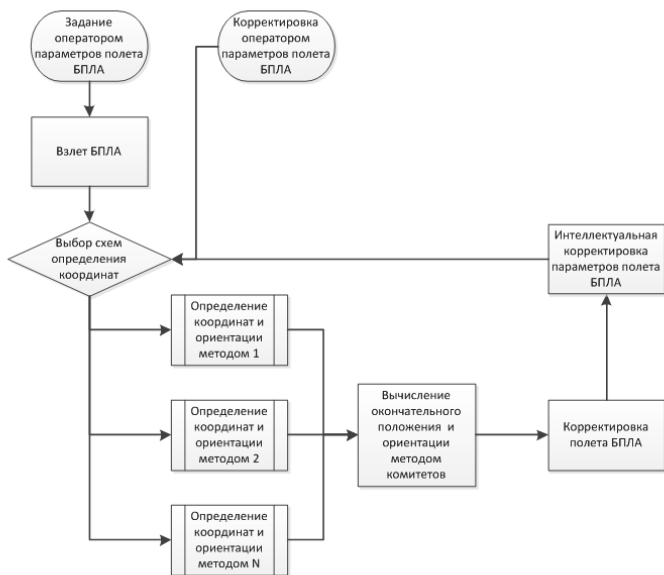 Задание
оператором
параметров полета
БПЛА
Корректировка
оператором
параметров полета
БПЛА
Взлет БПЛА
Выбор схем
определения
координат
Интеллектуальная
корректировка
параметров полета
БПЛА
Определение
координат и
ориентации
методом 1
Определение
координат и
ориентации
методом 2
Определение
координат и
ориентации
методом N
Вычисление
окончательного
положения и
ориентации
методом
комитетов
Корректировка
полета БПЛА